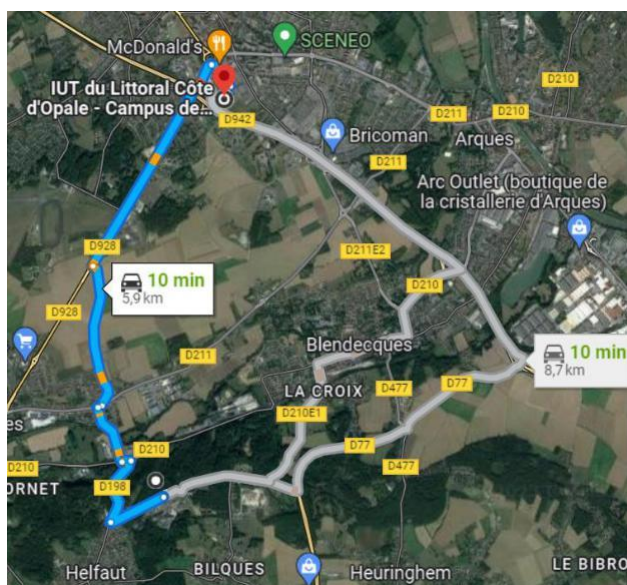 McDonald's
SCENEO
IUT du Littoral Côte
d'Opale - Campus de...
D942
D210
D211
D210
Bricoman
Arques
D211
Arc Outlet (boutique de
la cristallerie d'Arques)
D928
D211E2
D210
10 min
5,9 km
D928
Blendecques
D211
10 min
8,7 km
LA CROIX
D477
D77
es
D210E1
D77
D210
D210
D477
ORNET
D198
Helfaut
BILQUES
Heuringhem
LE BIBRO